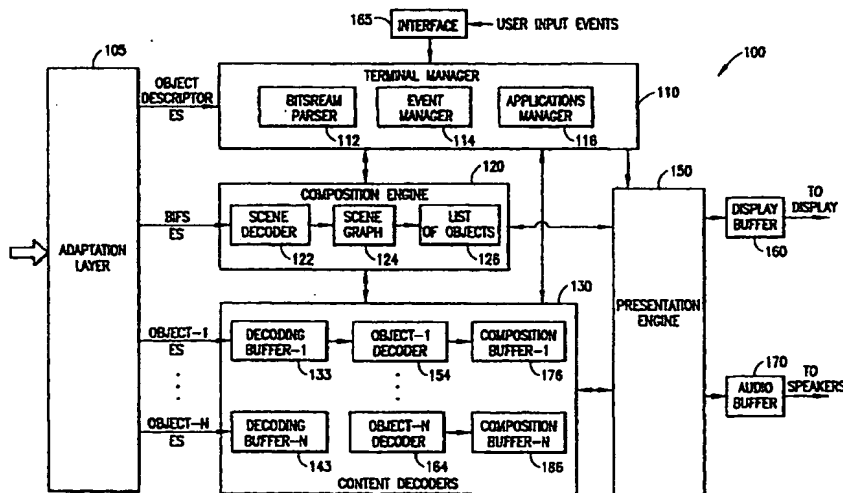 165
INTERFACE
USER INPUT EVENTS
100
105
ADAPTATION
LAYER
OBJECT
DESCRIPTOR
ES
TERMINAL MANAGER
110
BITSREAM
PARSER
112
EVENT
MANAGER
114
APPLICATIONS
MANAGER
116
120
COMPOSITION ENGINE
BIFS
ES
SCENE
DECODER
122
SCENE
GRAPH
124
LIST
OF OBJECTS
126
150
PRESENTATION
ENGINE
DISPLAY
BUFFER
160
TO
DISPLAY
130
OBJECT-1
ES
DECODING
BUFFER-1
133
OBJECT-1
DECODER
154
COMPOSITION
BUFFER-1
176
170
AUDIO
BUFFER
TO
SPEAKERS
OBJECT-N
ES
DECODING
BUFFER-N
143
OBJECT-N
DECODER
164
COMPOSITION
BUFFER-N
186
CONTENT DECODERS